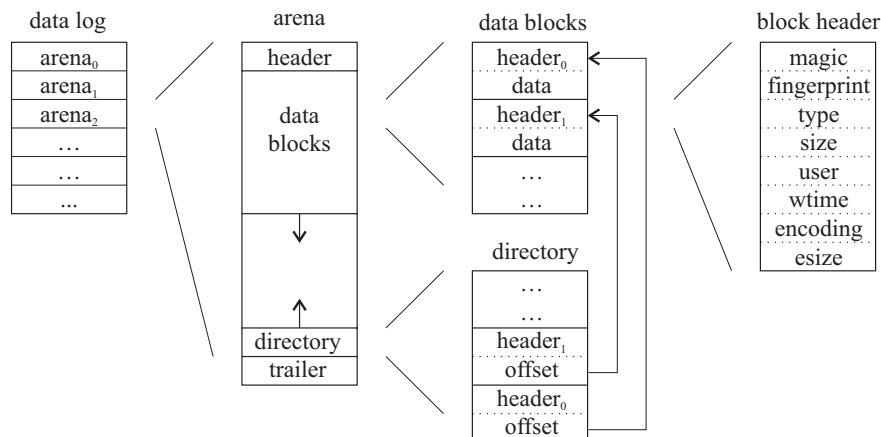 data log
arena₀
arena₁
arena₂
…
…
...
arena
header
data
blocks
directory
trailer
data blocks
header₀
data
header₁
data
…
…
directory
…
…
header₁
offset
header₀
offset
block header
magic
fingerprint
type
size
user
wtime
encoding
esize